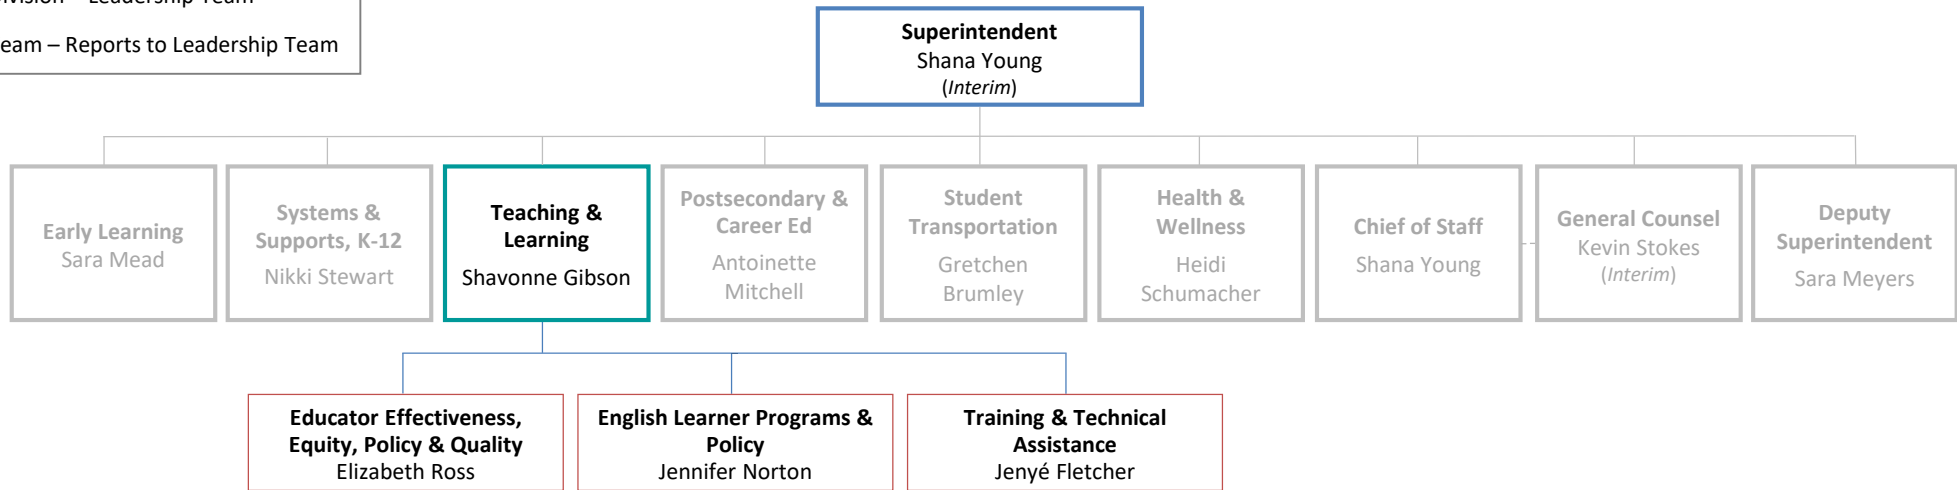 – Leadership Team
– Reports to Leadership Team
Superintendent
Shana Young
(Interim)
Early Learning
Sara Mead
Systems &
Supports, K-12
Nikki Stewart
Teaching &
Learning
Shavonne Gibson
Postsecondary &
Career Ed
Antoinette
Mitchell
Student
Transportation
Gretchen
Brumley
Health &
Wellness
Heidi
Schumacher
Chief of Staff
Shana Young
General Counsel
Kevin Stokes
(Interim)
Deputy
Superintendent
Sara Meyers
Educator Effectiveness,
Equity, Policy & Quality
Elizabeth Ross
English Learner Programs &
Policy
Jennifer Norton
Training & Technical
Assistance
Jenyé Fletcher